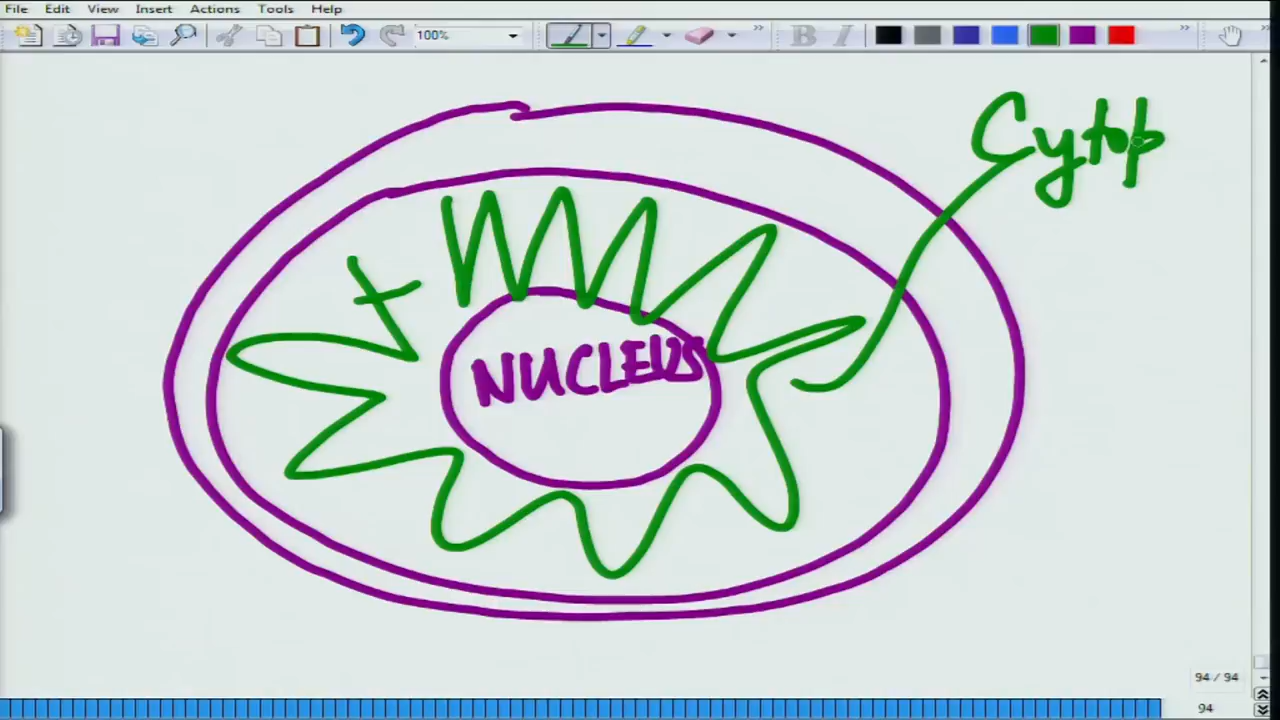 File Edit View Insert Actions Tools Help
100%
B I
Cytop
NUCLEUS
94 / 94
94